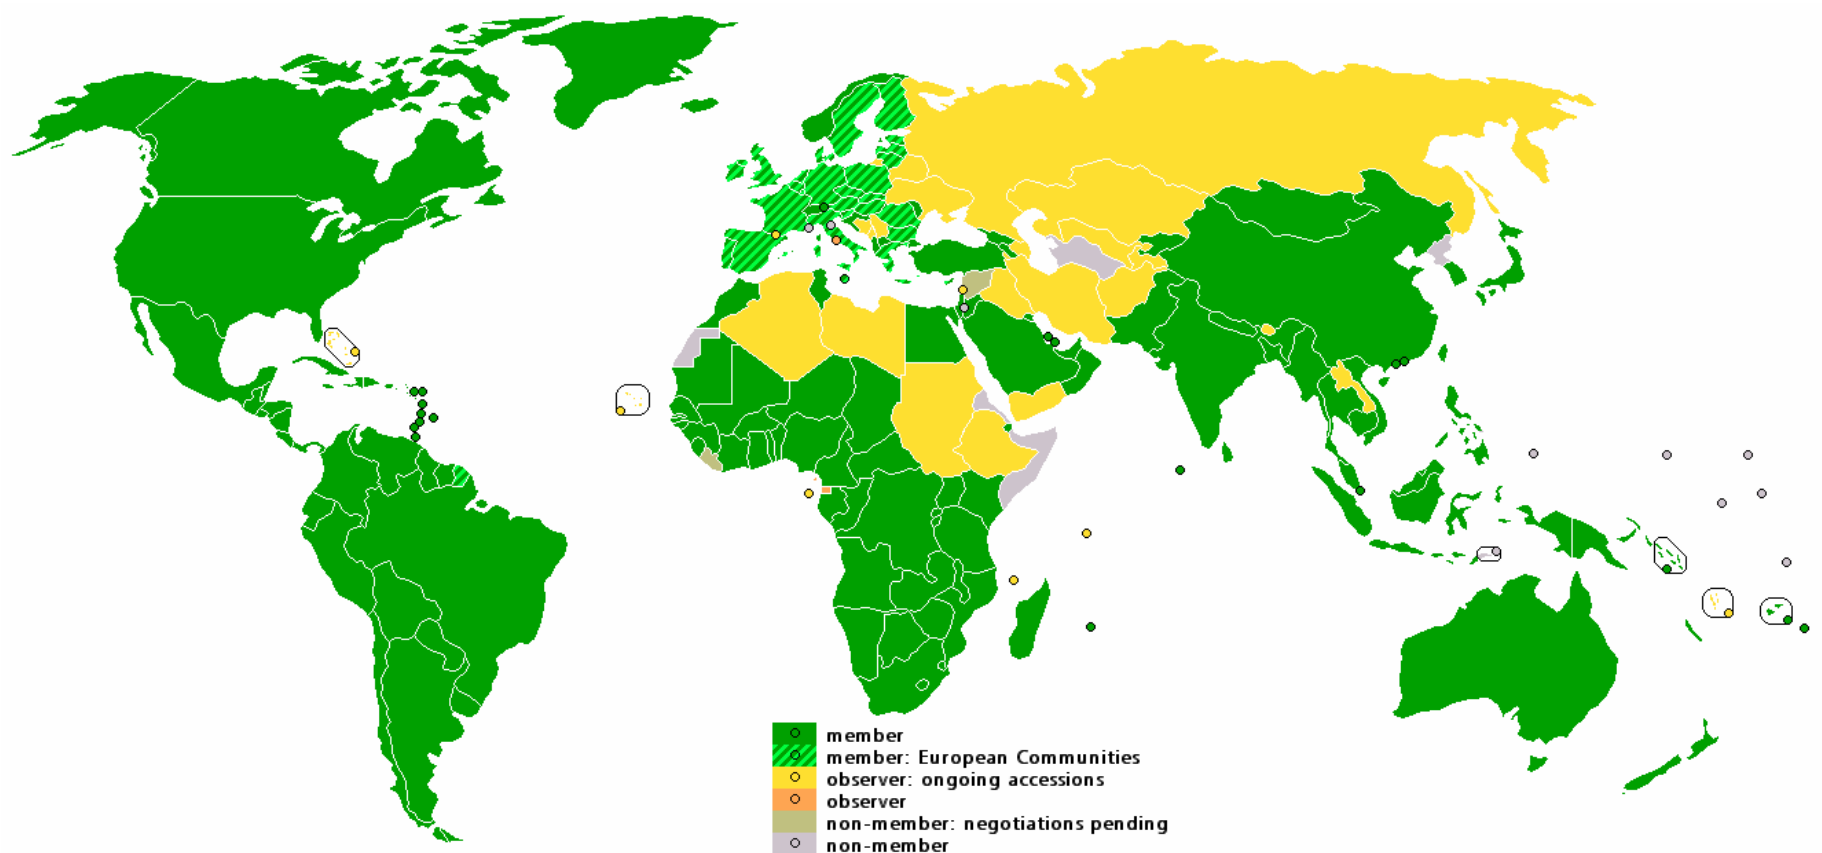 member
member: European Communities
observer: ongoing accessions
observer
non-member: negotiations pending
non-member